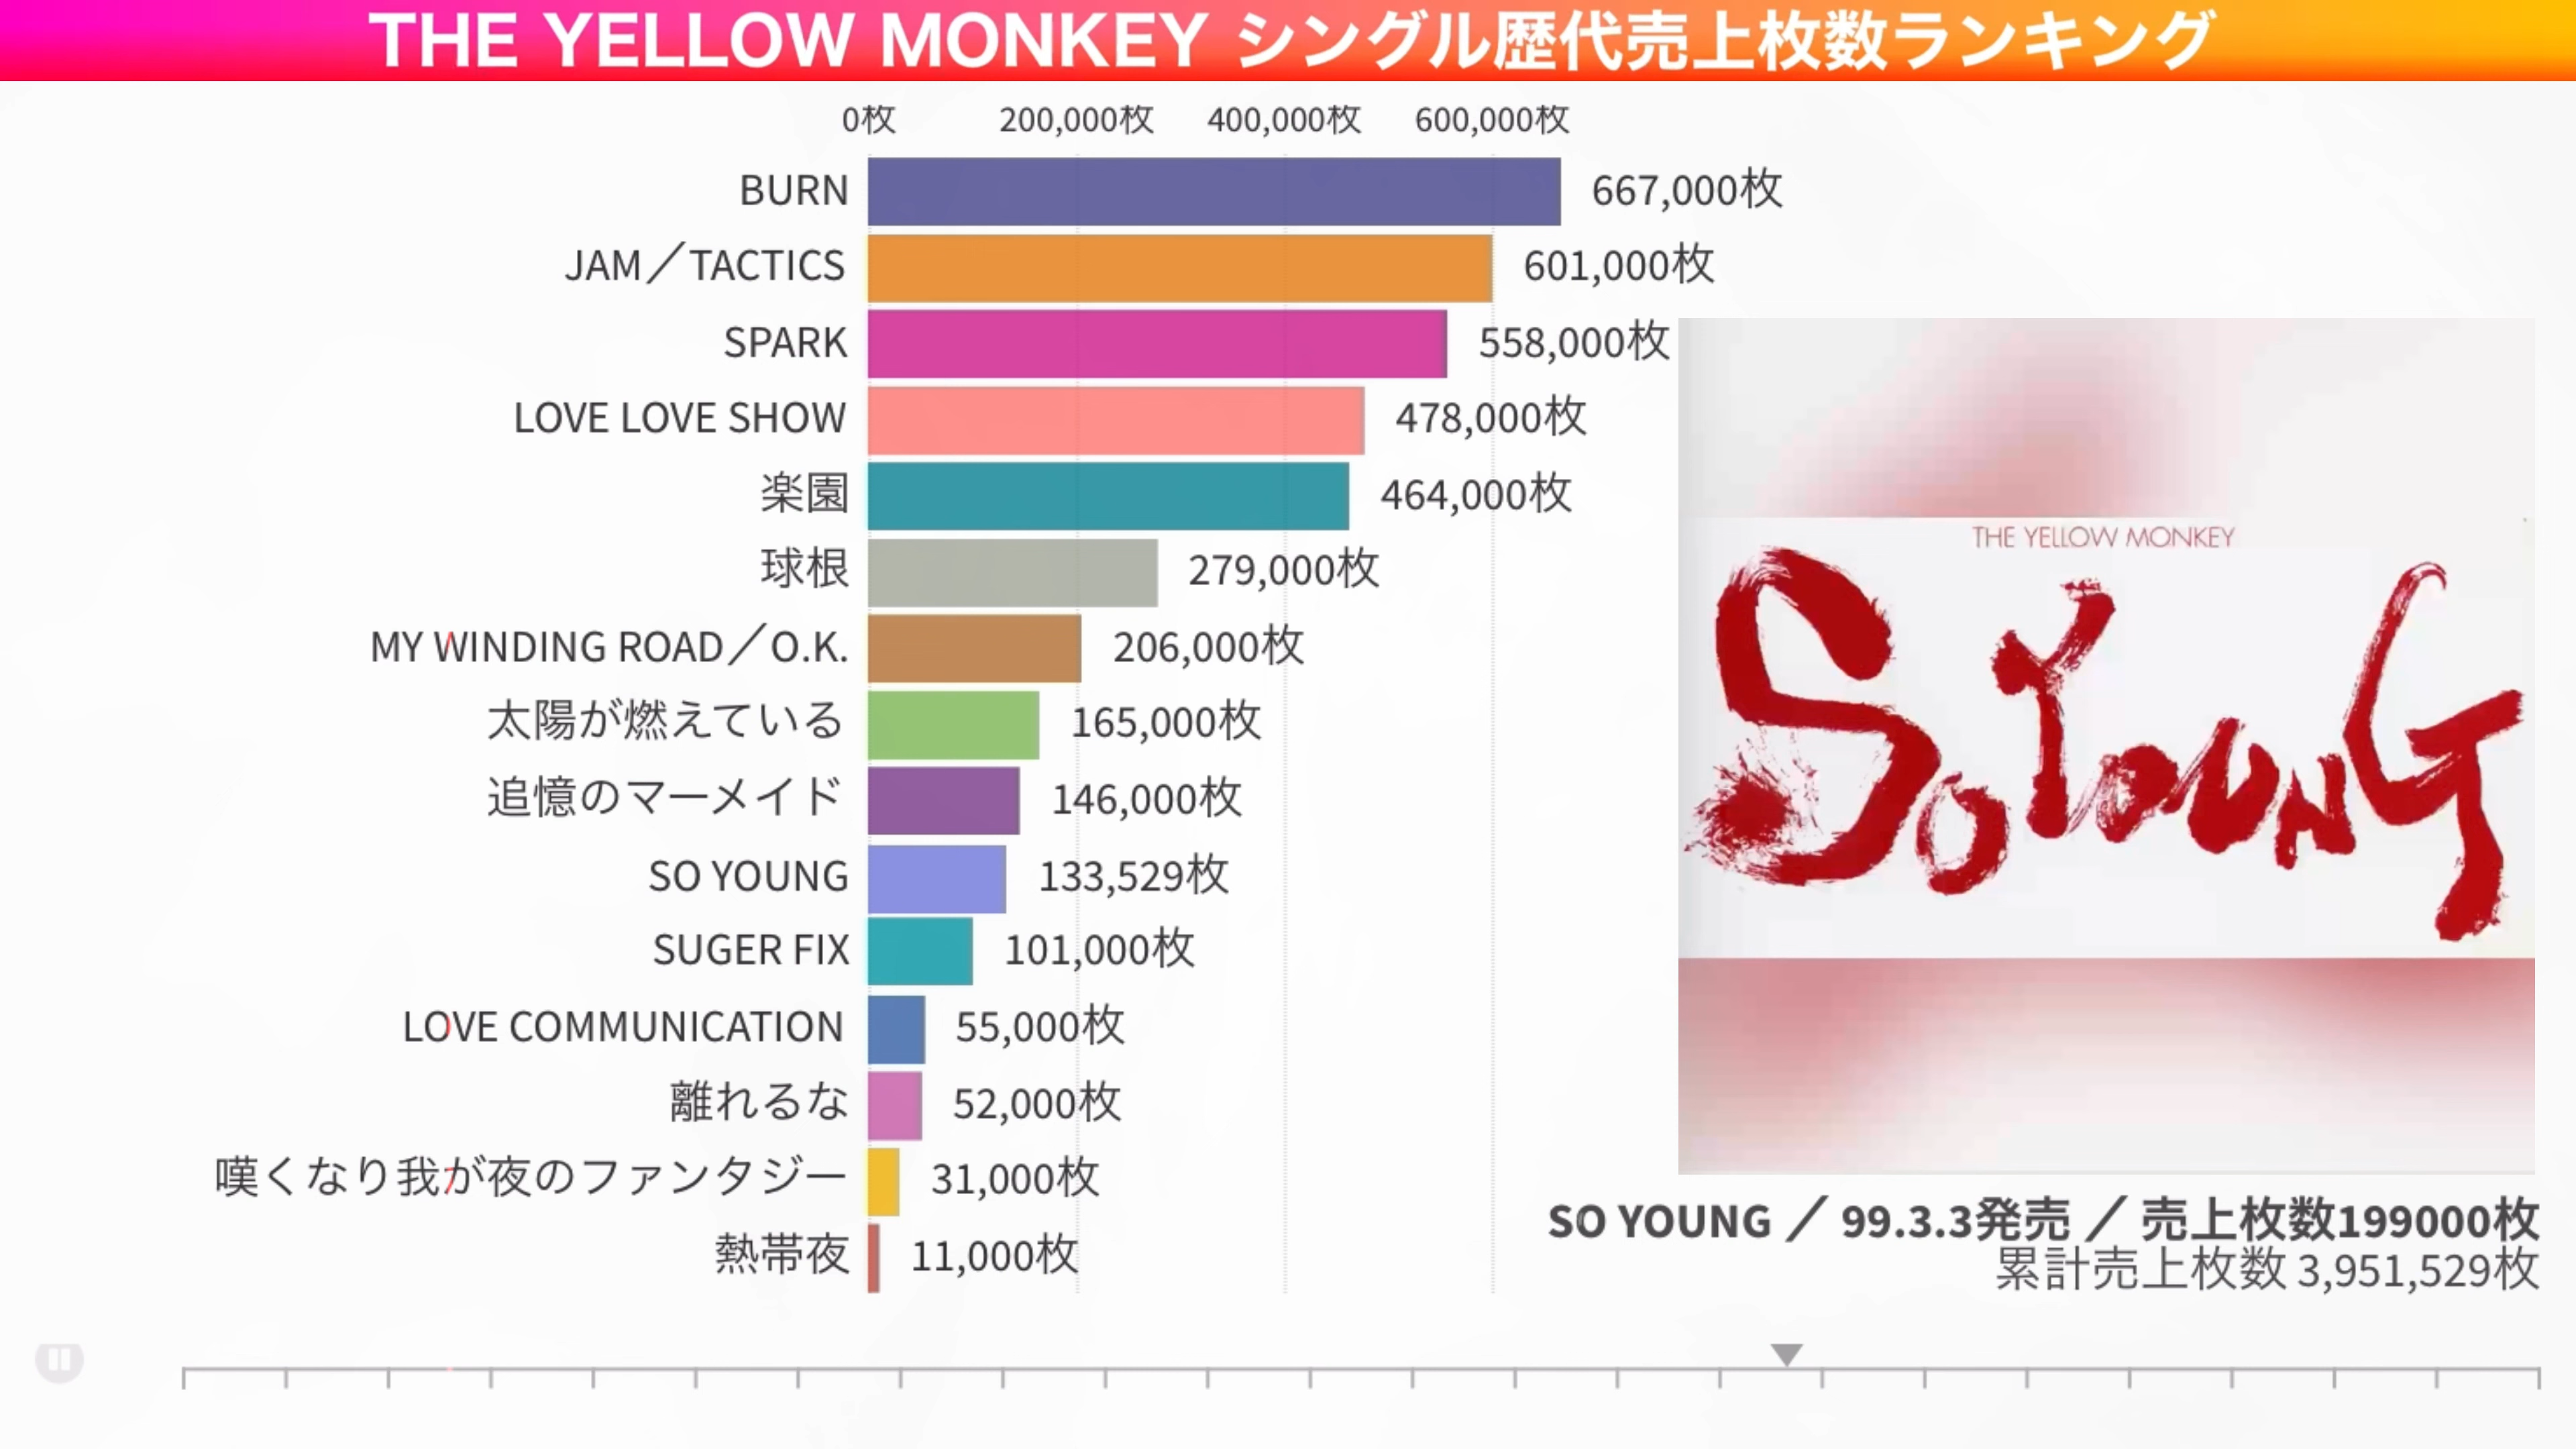 THE YELLOW MONKEY シングル歴代売上枚数ランキング
0枚 200,000枚 400,000枚 600,000枚
BURN 667,000枚
JAM／TACTICS 601,000枚
SPARK 558,000枚
LOVE LOVE SHOW 478,000枚
楽園 464,000枚
球根 279,000枚
MY WINDING ROAD／O.K. 206,000枚
太陽が燃えている 165,000枚
追憶のマーメイド 146,000枚
SO YOUNG 133,529枚
SUGER FIX 101,000枚
LOVE COMMUNICATION 55,000枚
離れるな 52,000枚
嘆くなり我が夜のファンタジー 31,000枚
熱帯夜 11,000枚
THE YELLOW MONKEY
SO YOUNG
SO YOUNG ／ 99.3.3発売 ／ 売上枚数199000枚
累計売上枚数 3,951,529枚